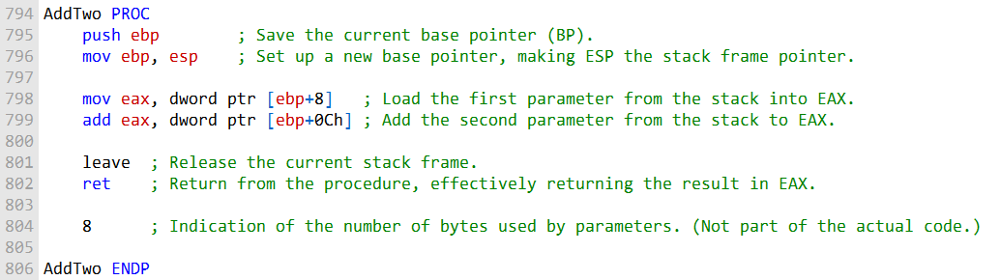 794 AddTwo PROC
795     push ebp        ; Save the current base pointer (BP).
796     mov ebp, esp    ; Set up a new base pointer, making ESP the stack frame pointer.
797
798     mov eax, dword ptr [ebp+8]   ; Load the first parameter from the stack into EAX.
799     add eax, dword ptr [ebp+0Ch] ; Add the second parameter from the stack to EAX.
800
801     leave  ; Release the current stack frame.
802     ret    ; Return from the procedure, effectively returning the result in EAX.
803
804     8      ; Indication of the number of bytes used by parameters. (Not part of the actual code.)
805
806 AddTwo ENDP